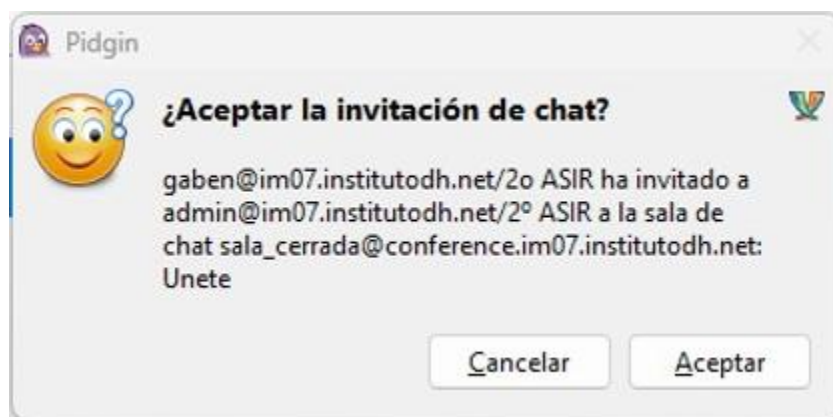 Pidgin
¿Aceptar la invitación de chat?
gaben@im07.institutodh.net/2o ASIR ha invitado a
admin@im07.institutodh.net/2º ASIR a la sala de
chat sala_cerrada@conference.im07.institutodh.net:
Unete
Cancelar
Aceptar